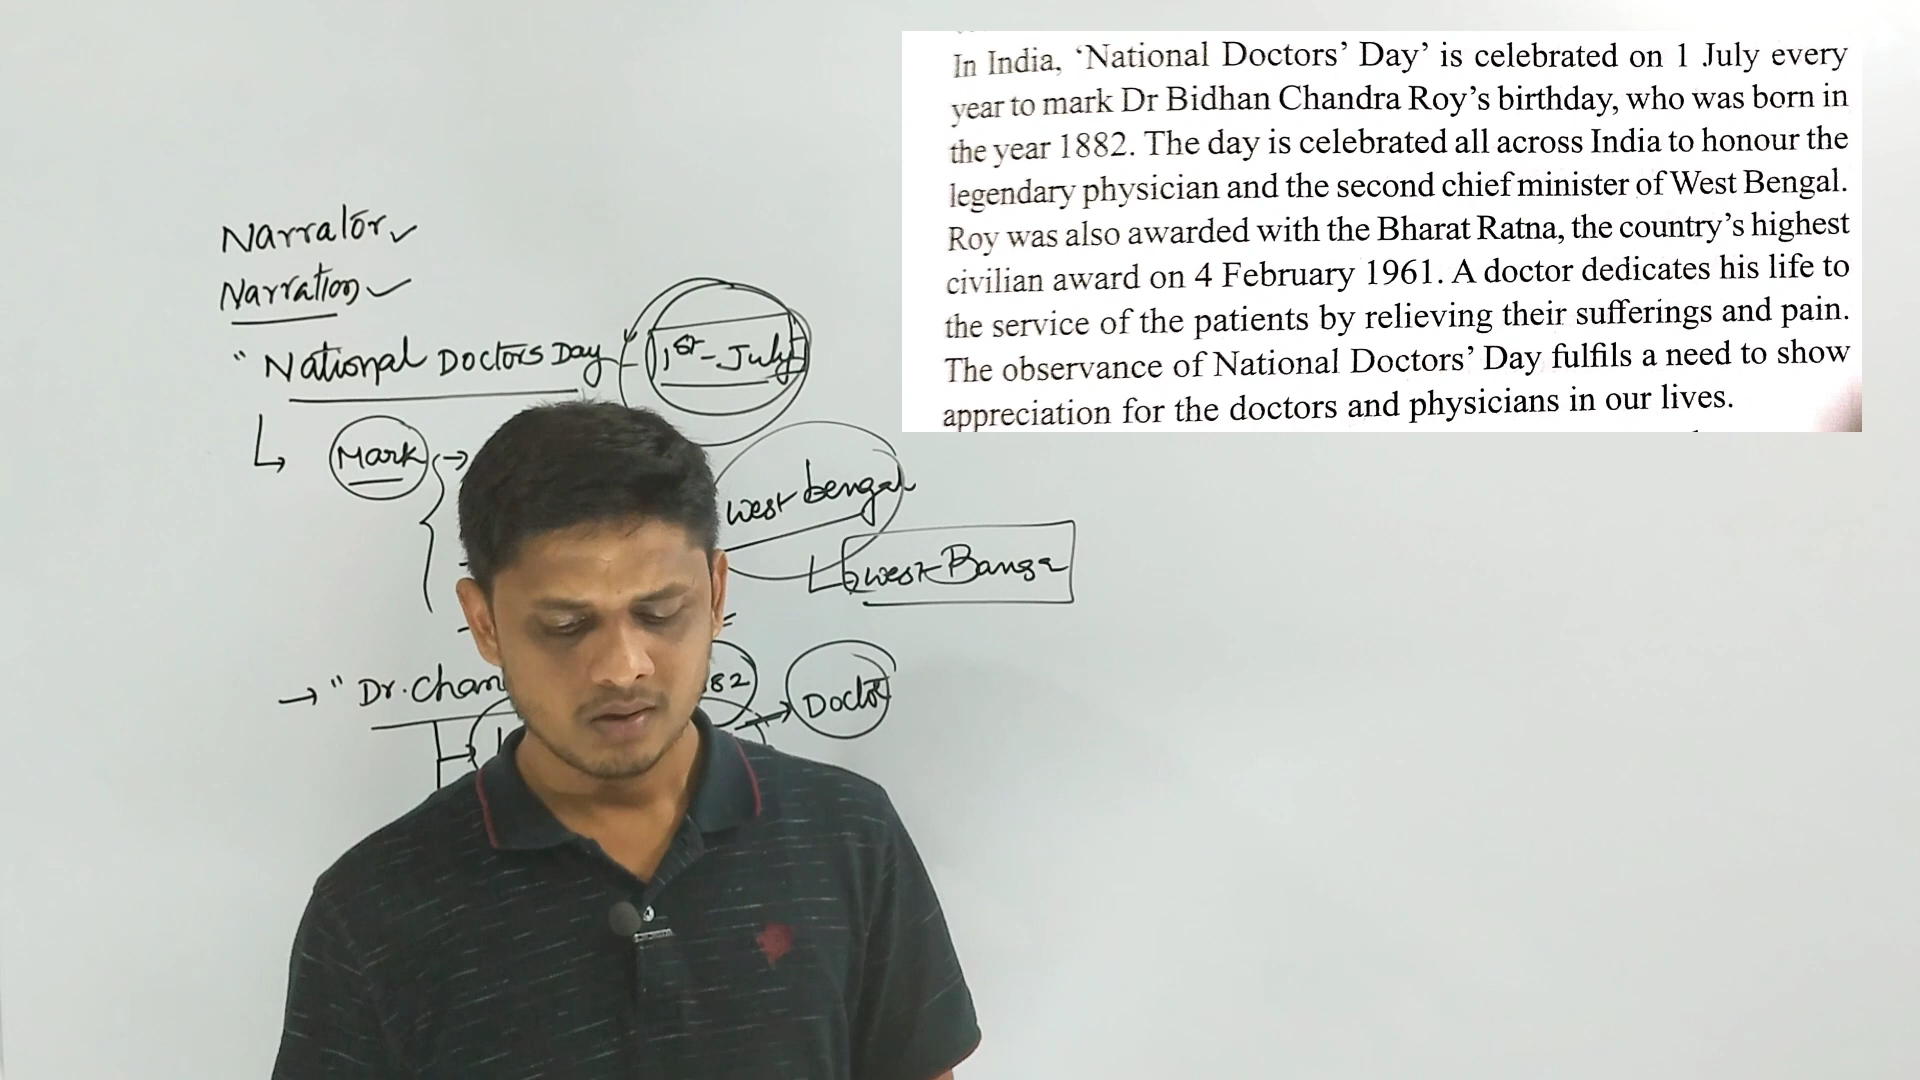 In India, ‘National Doctors’ Day’ is celebrated on 1 July every
year to mark Dr Bidhan Chandra Roy’s birthday, who was born in
the year 1882. The day is celebrated all across India to honour the
legendary physician and the second chief minister of West Bengal.
Roy was also awarded with the Bharat Ratna, the country’s highest
civilian award on 4 February 1961. A doctor dedicates his life to
the service of the patients by relieving their sufferings and pain.
The observance of National Doctors’ Day fulfils a need to show
appreciation for the doctors and physicians in our lives.
Narrator
Narration
"National Doctors Day - 1st - July
Mark
West bengal
West Banga
" Dr. Chan
82
Doctor